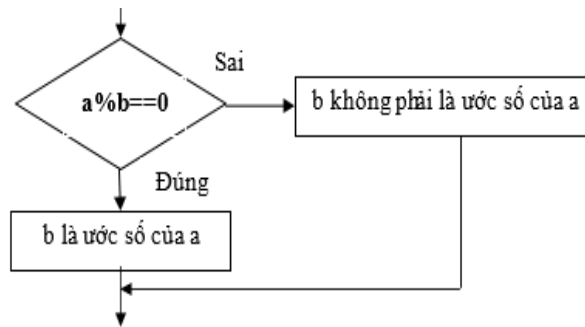 Sai
a%b==0
b không phải là ước số của a
Đúng
b là ước số của a